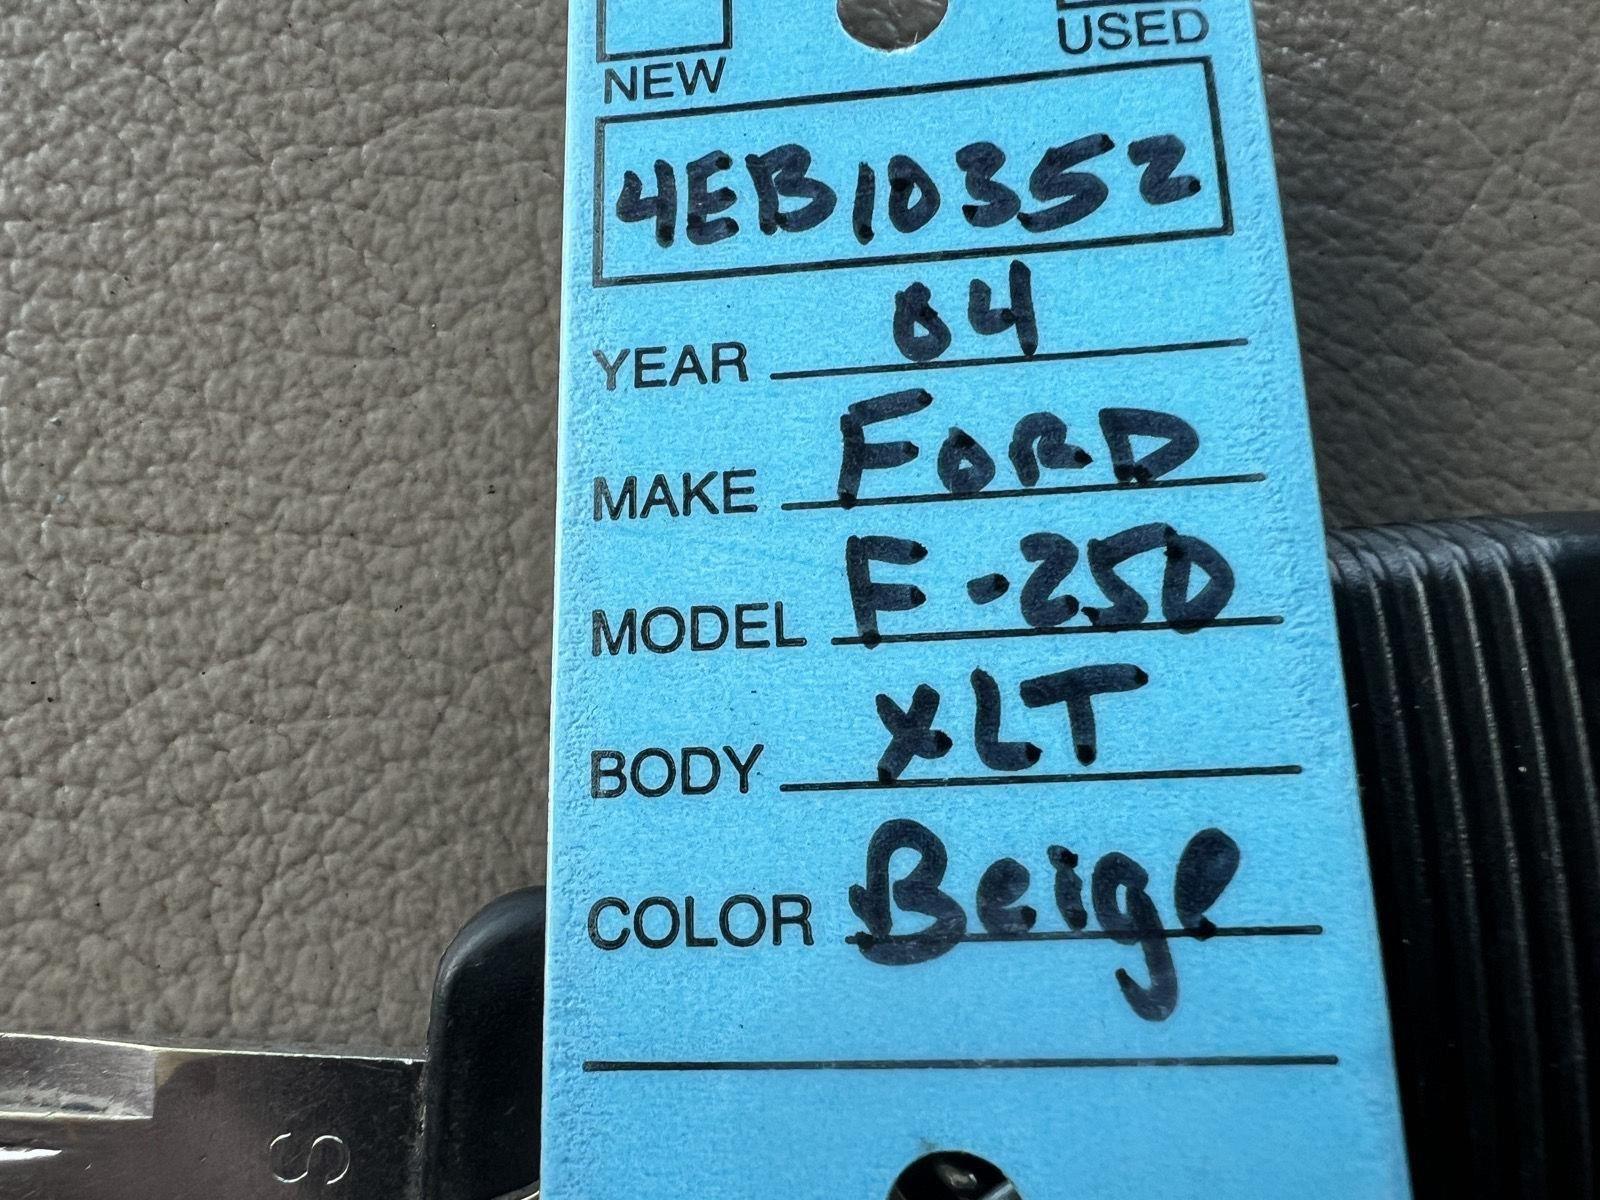 NEW USED
4EB10352
YEAR 04
MAKE FORD
MODEL F-250
BODY XLT
COLOR Beige
S